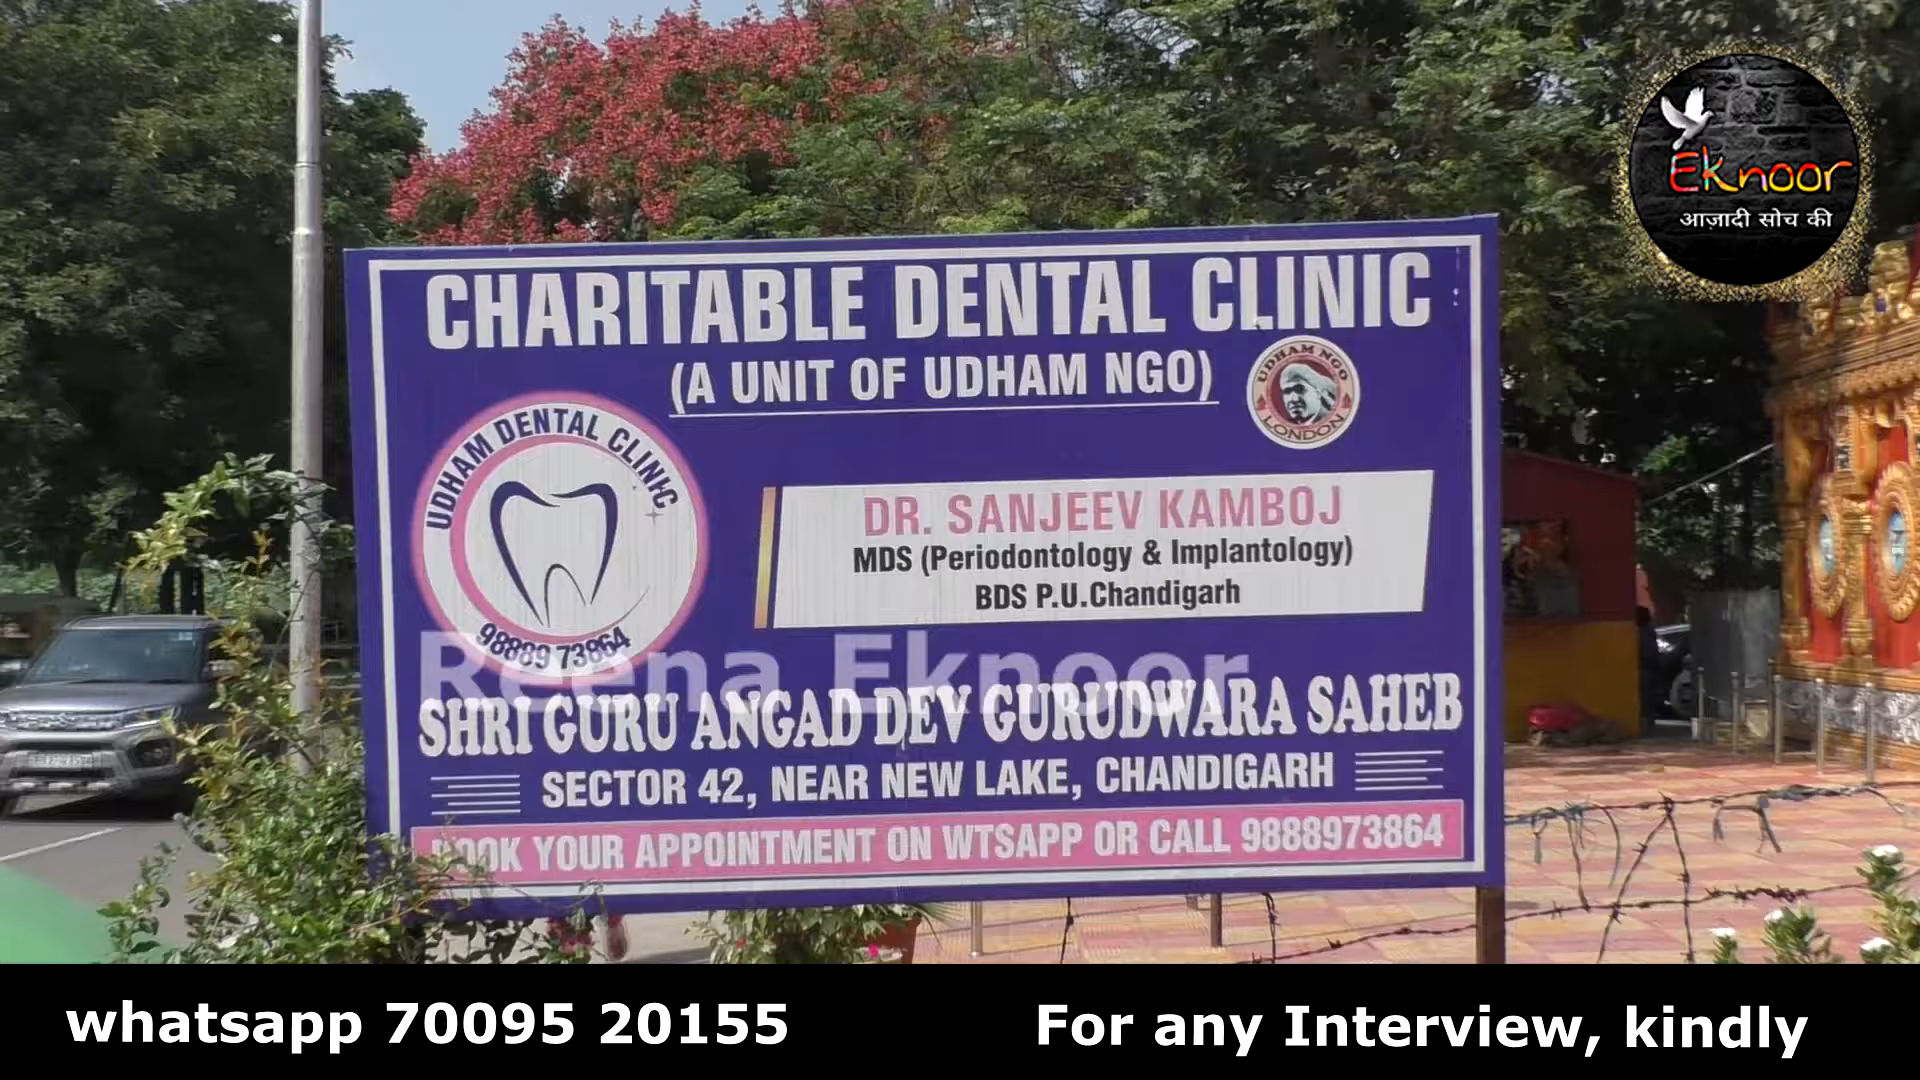 Eknoor
आज़ादी सोच की
CHARITABLE DENTAL CLINIC
(A UNIT OF UDHAM NGO)
UDHAM NGO
LONDON
UDHAM DENTAL CLINIC
98889 73864
DR. SANJEEV KAMBOJ
MDS (Periodontology & Implantology)
BDS P.U.Chandigarh
Reena Eknoor
SHRI GURU ANGAD DEV GURUDWARA SAHEB
SECTOR 42, NEAR NEW LAKE, CHANDIGARH
BOOK YOUR APPOINTMENT ON WTSAPP OR CALL 9888973864
whatsapp 70095 20155
For any Interview, kindly